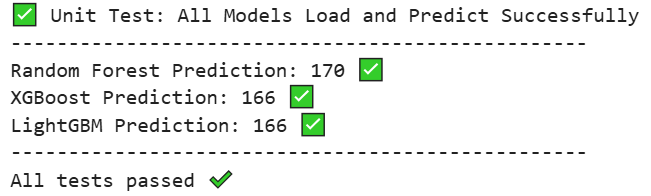 ✅ Unit Test: All Models Load and Predict Successfully
--------------------------------------------------
Random Forest Prediction: 170 ✅
XGBoost Prediction: 166 ✅
LightGBM Prediction: 166 ✅
--------------------------------------------------
All tests passed ✔